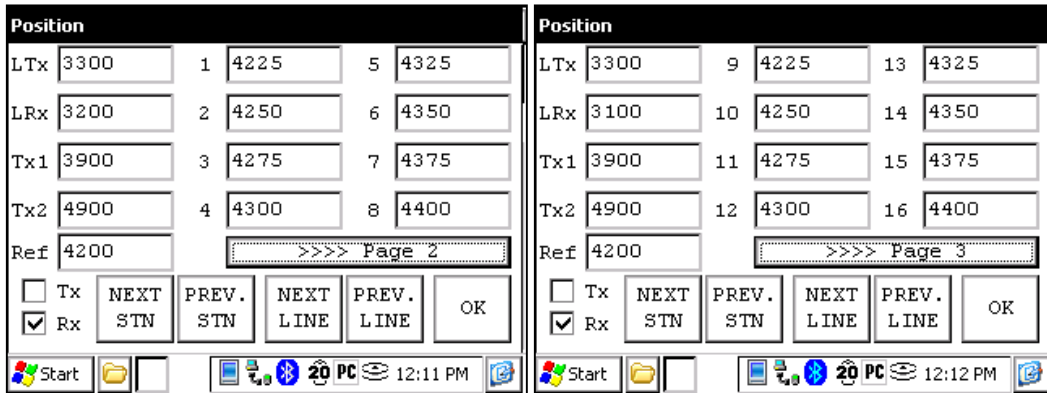 Position
LTx 3300 1 4225 5 4325
LRx 3200 2 4250 6 4350
Tx1 3900 3 4275 7 4375
Tx2 4900 4 4300 8 4400
Ref 4200 >>>> Page 2
Tx
Rx
NEXT STN
PREV. STN
NEXT LINE
PREV. LINE
OK
Start 20 PC 12:11 PM
Position
LTx 3300 9 4225 13 4325
LRx 3100 10 4250 14 4350
Tx1 3900 11 4275 15 4375
Tx2 4900 12 4300 16 4400
Ref 4200 >>>> Page 3
Tx
Rx
NEXT STN
PREV. STN
NEXT LINE
PREV. LINE
OK
Start 20 PC 12:12 PM